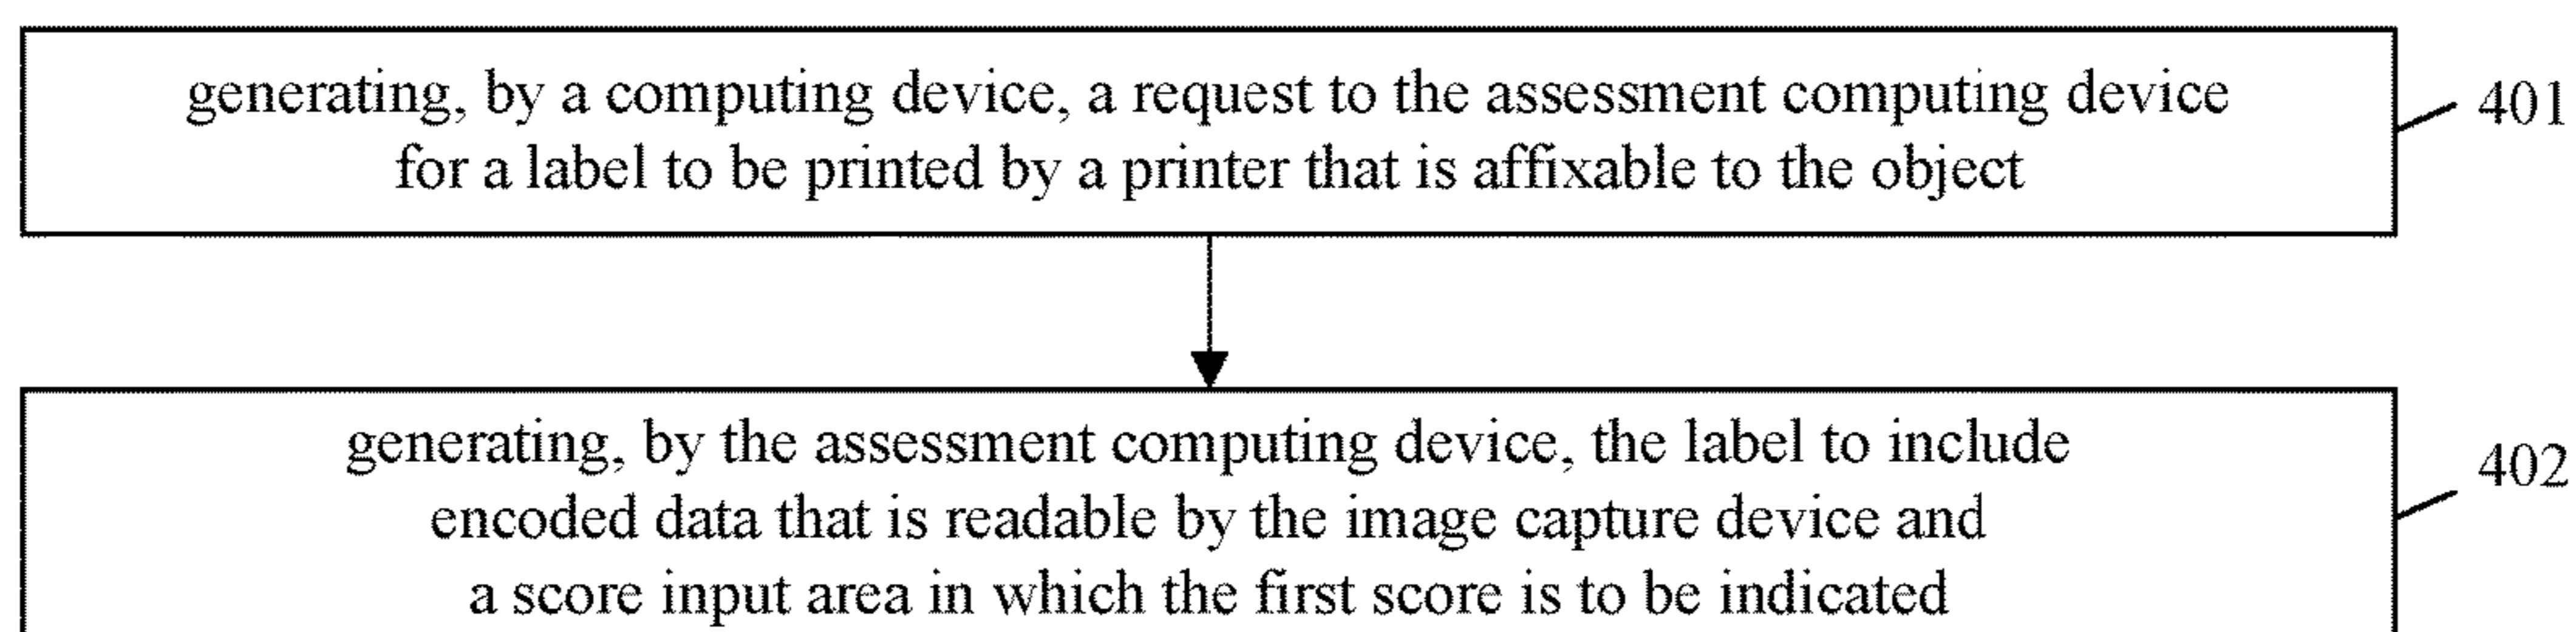 generating, by a computing device, a request to the assessment computing device
for a label to be printed by a printer that is affixable to the object
401
generating, by the assessment computing device, the label to include
encoded data that is readable by the image capture device and
a score input area in which the first score is to be indicated
402